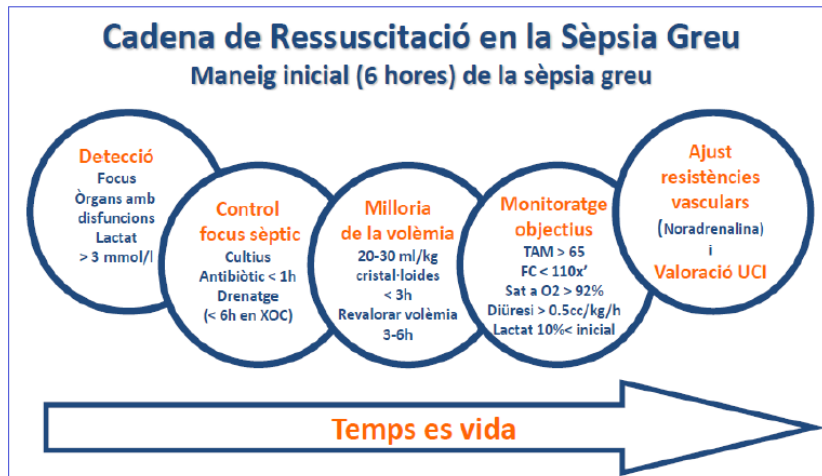 Cadena de Ressuscitació en la Sèpsia Greu
Maneig inicial (6 hores) de la sèpsia greu
Detecció
Focus
Òrgans amb
disfuncions
Lactat
> 3 mmol/l
Control
focus sèptic
Cultius
Antibiòtic < 1h
Drenatge
(< 6h en XOC)
Milloria
de la volèmia
20-30 ml/kg
cristal·loides
< 3h
Revalorar volèmia
3-6h
Monitoratge
objectius
TAM > 65
FC < 110x'
Sat a O2 > 92%
Diüresi > 0.5cc/kg/h
Lactat 10%< inicial
Ajust
resistències
vasculars
(Noradrenalina)
i
Valoració UCI
Temps es vida